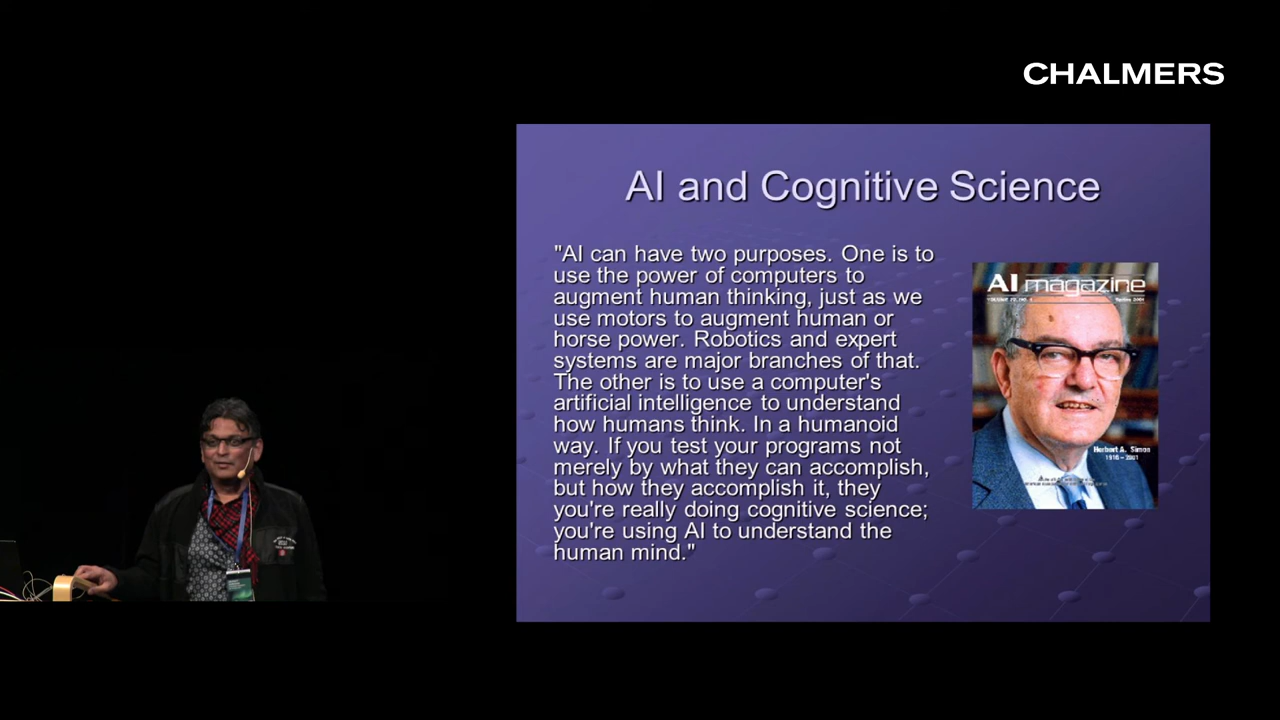 CHALMERS
AI and Cognitive Science
"AI can have two purposes. One is to
use the power of computers to
augment human thinking, just as we
use motors to augment human or
horse power. Robotics and expert
systems are major branches of that.
The other is to use a computer's
artificial intelligence to understand
how humans think. In a humanoid
way. If you test your programs not
merely by what they can accomplish,
but how they accomplish it, they
you're really doing cognitive science;
you're using AI to understand the
human mind."
AI magazine
Herbert A. Simon
1916 – 2001